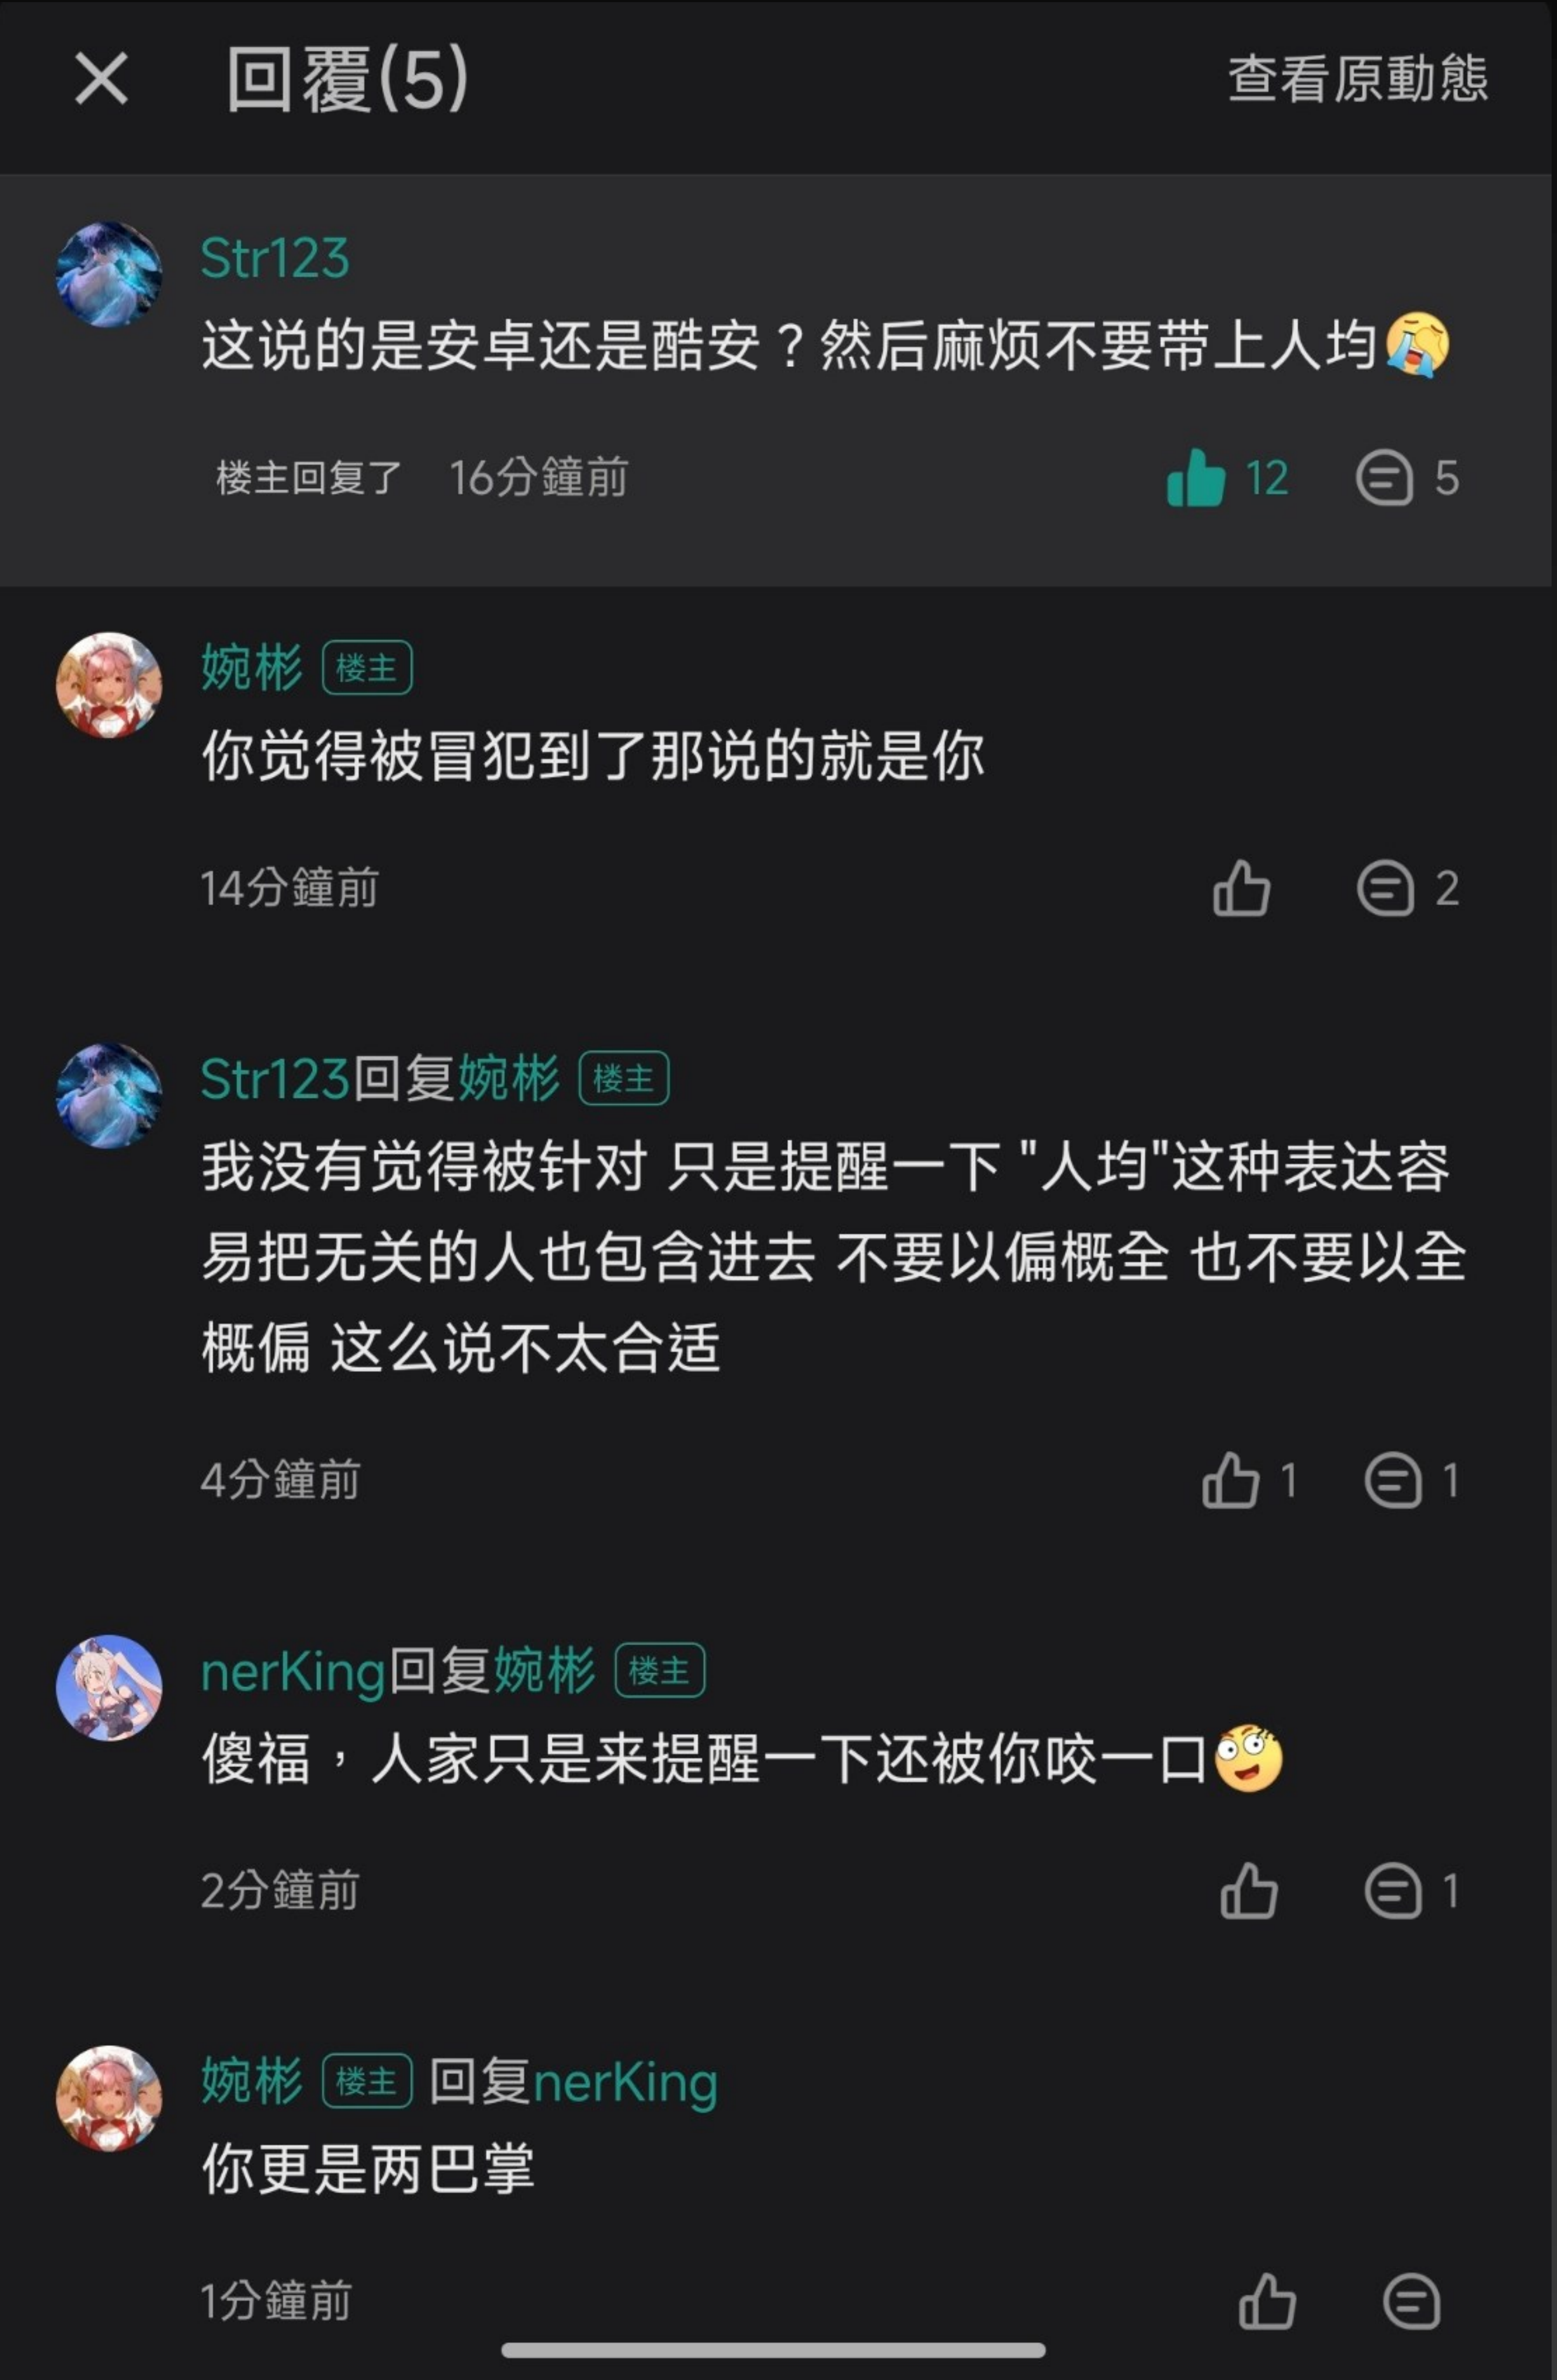 回覆(5)
查看原動態
Str123
这说的是安卓还是酷安？然后麻烦不要带上人均
楼主回复了 16分鐘前
12
5
婉彬 楼主
你觉得被冒犯到了那说的就是你
14分鐘前
2
Str123回复婉彬 楼主
我没有觉得被针对 只是提醒一下 "人均"这种表达容
易把无关的人也包含进去 不要以偏概全 也不要以全
概偏 这么说不太合适
4分鐘前
1
1
nerKing回复婉彬 楼主
傻福，人家只是来提醒一下还被你咬一口
2分鐘前
1
婉彬 楼主 回复nerKing
你更是两巴掌
1分鐘前